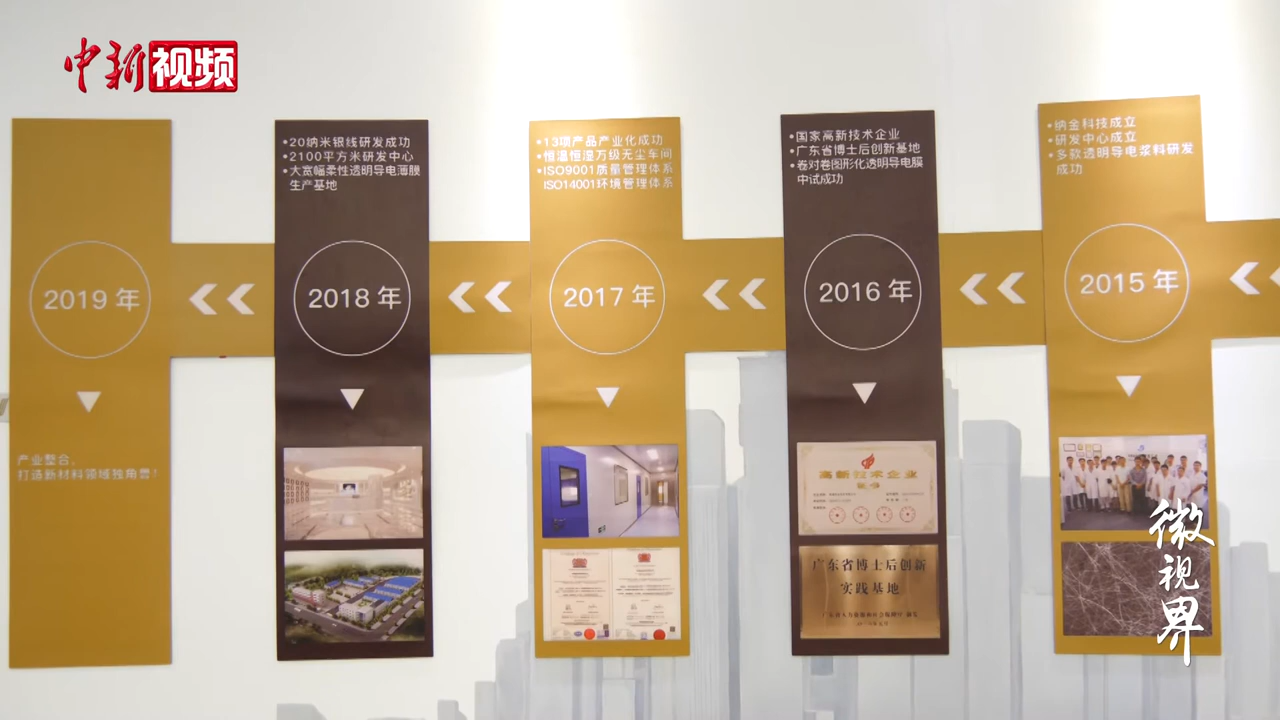 中新视频
2019 年
产业整合,
打造新材料领域独角兽!
•20纳米银线研发成功
•2100平方米研发中心
•大宽幅柔性透明导电薄膜
生产基地
2018 年
•13项产品产业化成功
•恒温恒湿万级无尘车间
•ISO9001质量管理体系
ISO14001环境管理体系
2017 年
•国家高新技术企业
•广东省博士后创新基地
•卷对卷图形化透明导电膜
中试成功
2016 年
高新技术企业
证书
广东省博士后创新
实践基地
•纳金科技成立
•研发中心成立
•多款透明导电浆料研发
成功
2015 年
微视界